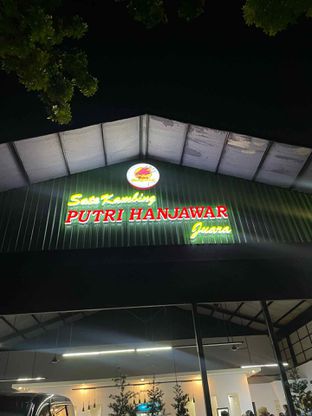 Sate Kambing
PUTRI HANJAWAR
Juara